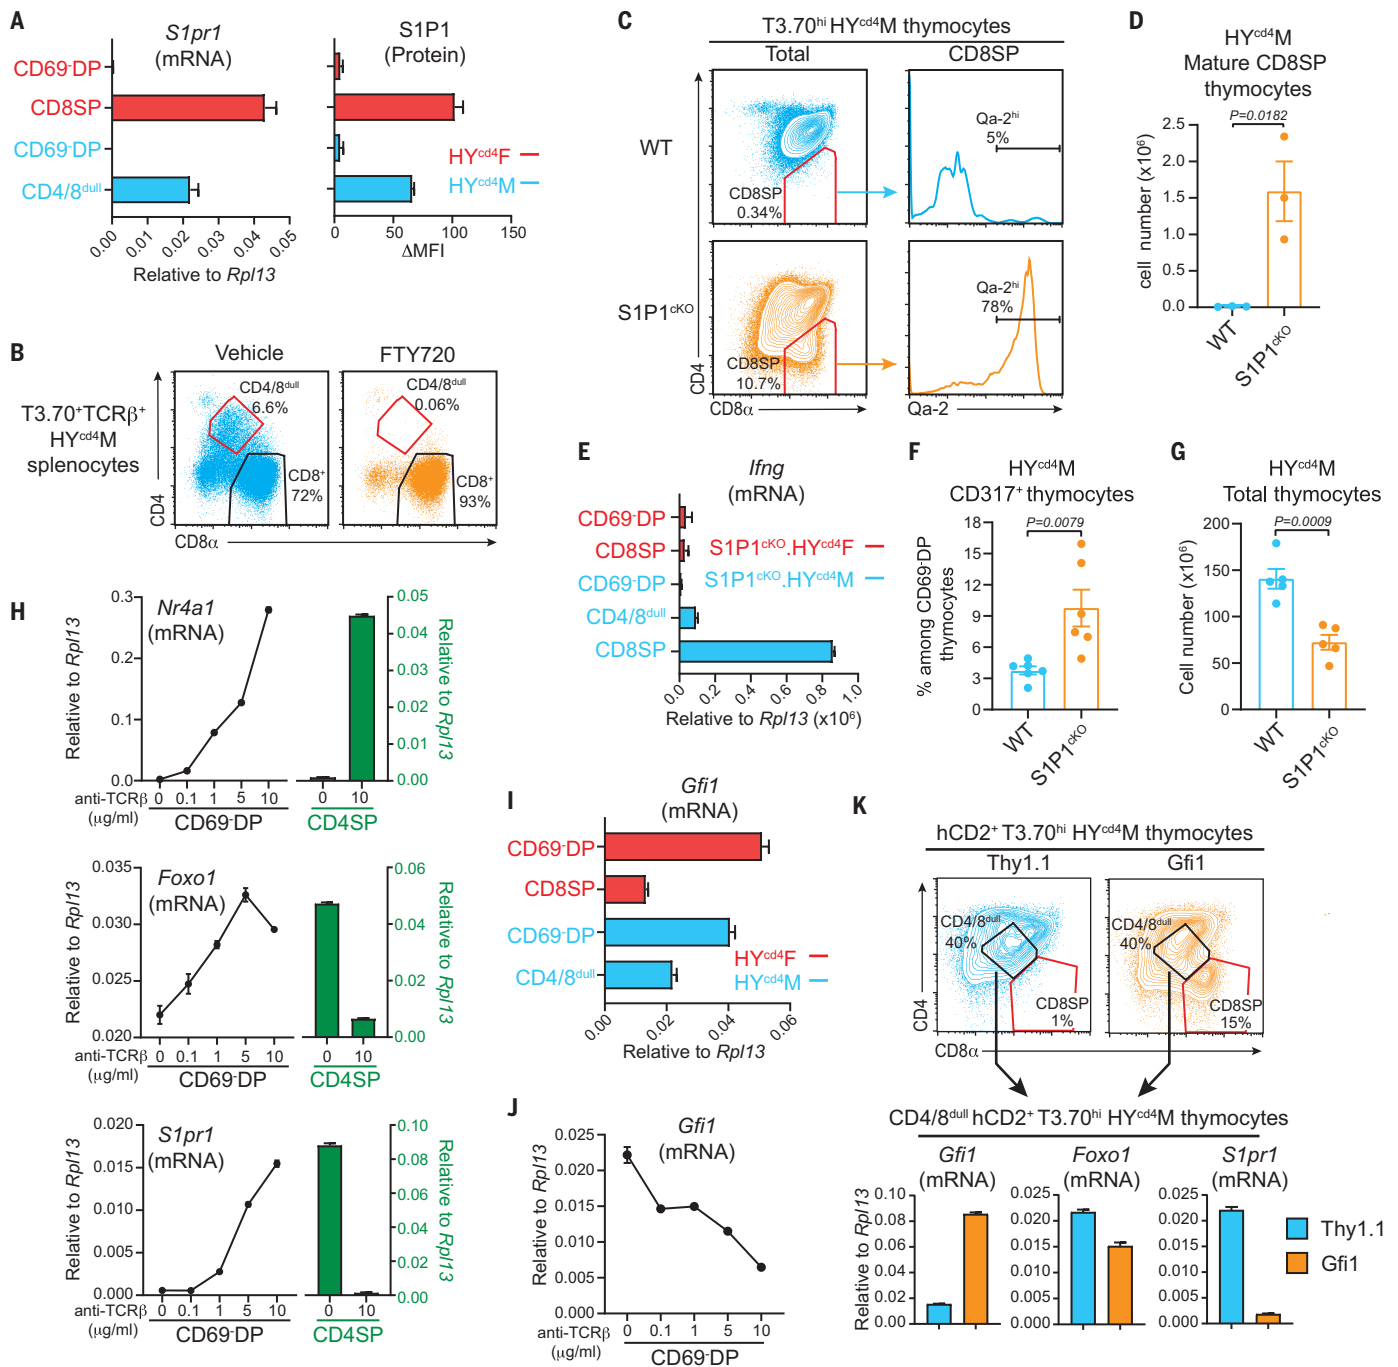 A
S1pr1
(mRNA)
CD69-DP
CD8SP
CD69-DP
CD4/8dull
0.00
0.01
0.02
0.03
0.04
0.05
Relative to Rpl13
S1P1
(Protein)
HYcd4F
HYcd4M
0
50
100
150
ΔMFI
B
Vehicle
FTY720
T3.70+TCRβ+
HYcd4M
splenocytes
CD4/8dull
6.6%
CD8+
72%
CD4/8dull
0.06%
CD8+
93%
CD4
CD8α
C
T3.70hi HYcd4M thymocytes
Total
CD8SP
WT
CD8SP
0.34%
Qa-2hi
5%
S1P1cKO
CD8SP
10.7%
Qa-2hi
78%
CD4
CD8α
Qa-2
D
HYcd4M
Mature CD8SP
thymocytes
P=0.0182
cell number (x10⁶)
2.5
2.0
1.5
1.0
0.5
0.0
WT
S1P1cKO
E
Ifng
(mRNA)
CD69-DP
CD8SP
CD69-DP
CD4/8dull
CD8SP
S1P1cKO.HYcd4F
S1P1cKO.HYcd4M
0.0
0.2
0.4
0.6
0.8
1.0
Relative to Rpl13 (x10⁶)
F
HYcd4M
CD317+ thymocytes
P=0.0079
% among CD69-DP
thymocytes
18
15
12
9
6
3
0
WT
S1P1cKO
G
HYcd4M
Total thymocytes
P=0.0009
Cell number (x10⁶)
200
150
100
50
0
WT
S1P1cKO
H
Nr4a1
(mRNA)
Relative to Rpl13
0.3
0.2
0.1
0.0
0.05
0.04
0.03
0.02
0.01
0.00
Relative to Rpl13
anti-TCRβ
(μg/ml)
0 0.1 1 5 10
0 10
CD69-DP
CD4SP
Foxo1
(mRNA)
Relative to Rpl13
0.035
0.030
0.025
0.020
0.06
0.04
0.02
0.00
Relative to Rpl13
anti-TCRβ
(μg/ml)
0 0.1 1 5 10
0 10
CD69-DP
CD4SP
S1pr1
(mRNA)
Relative to Rpl13
0.020
0.015
0.010
0.005
0.000
0.10
0.08
0.06
0.04
0.02
0.00
Relative to Rpl13
anti-TCRβ
(μg/ml)
0 0.1 1 5 10
0 10
CD69-DP
CD4SP
I
Gfi1
(mRNA)
CD69-DP
CD8SP
CD69-DP
CD4/8dull
HYcd4F
HYcd4M
0.00
0.02
0.04
0.06
Relative to Rpl13
J
Gfi1
(mRNA)
Relative to Rpl13
0.025
0.020
0.015
0.010
0.005
0.000
anti-TCRβ
(μg/ml)
0 0.1 1 5 10
CD69-DP
K
hCD2+ T3.70hi HYcd4M thymocytes
Thy1.1
Gfi1
CD4/8dull
40%
CD8SP
1%
CD4/8dull
40%
CD8SP
15%
CD4
CD8α
CD4/8dull hCD2+ T3.70hi HYcd4M thymocytes
Gfi1
(mRNA)
Foxo1
(mRNA)
S1pr1
(mRNA)
Relative to Rpl13
0.10
0.08
0.06
0.04
0.02
0.00
0.025
0.020
0.015
0.010
0.005
0.000
0.025
0.020
0.015
0.010
0.005
0.000
Thy1.1
Gfi1